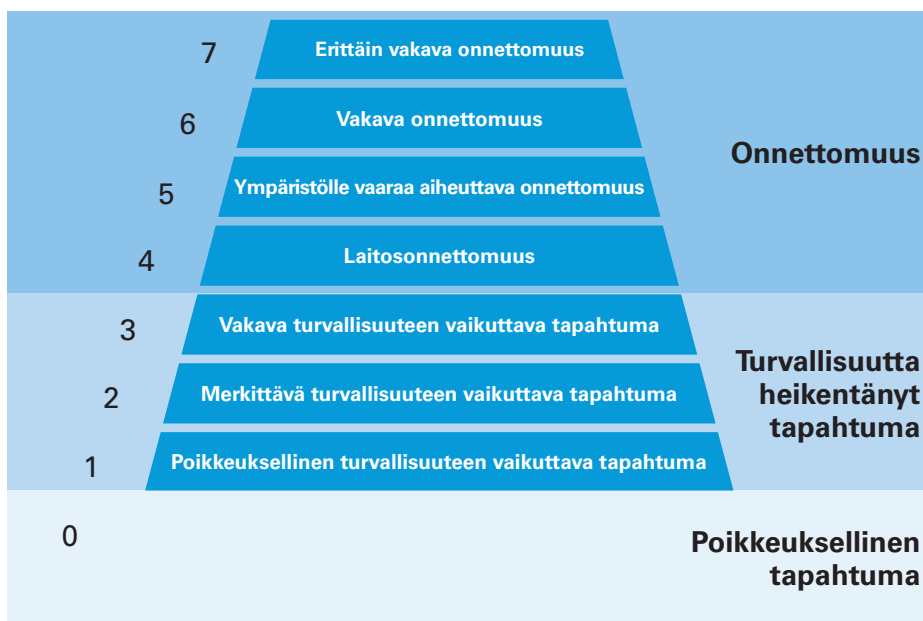 7
Erittäin vakava onnettomuus
6
Vakava onnettomuus
Onnettomuus
5
Ympäristölle vaaraa aiheuttava onnettomuus
4
Laitosonnettomuus
3
Vakava turvallisuuteen vaikuttava tapahtuma
Turvallisuutta
heikentänyt
tapahtuma
2
Merkittävä turvallisuuteen vaikuttava tapahtuma
1
Poikkeuksellinen turvallisuuteen vaikuttava tapahtuma
0
Poikkeuksellinen
tapahtuma